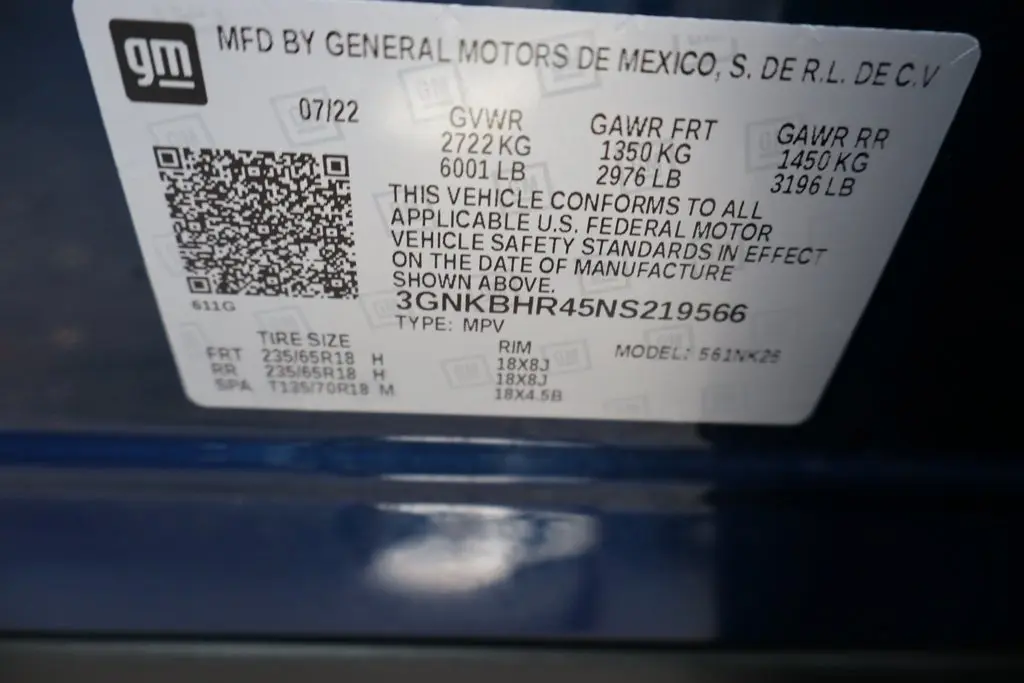 gm
MFD BY GENERAL MOTORS DE MEXICO, S. DE R.L. DE C.V
07/22
GVWR
2722 KG
6001 LB
GAWR FRT
1350 KG
2976 LB
GAWR RR
1450 KG
3196 LB
THIS VEHICLE CONFORMS TO ALL
APPLICABLE U.S. FEDERAL MOTOR
VEHICLE SAFETY STANDARDS IN EFFECT
ON THE DATE OF MANUFACTURE
SHOWN ABOVE.
3GNKBHR45NS219566
TYPE: MPV
611G
TIRE SIZE RIM MODEL: 561NK26
FRT 235/65R18 H 18X8J
RR 235/65R18 H 18X8J
SPA T135/70R18 M 18X4.5B